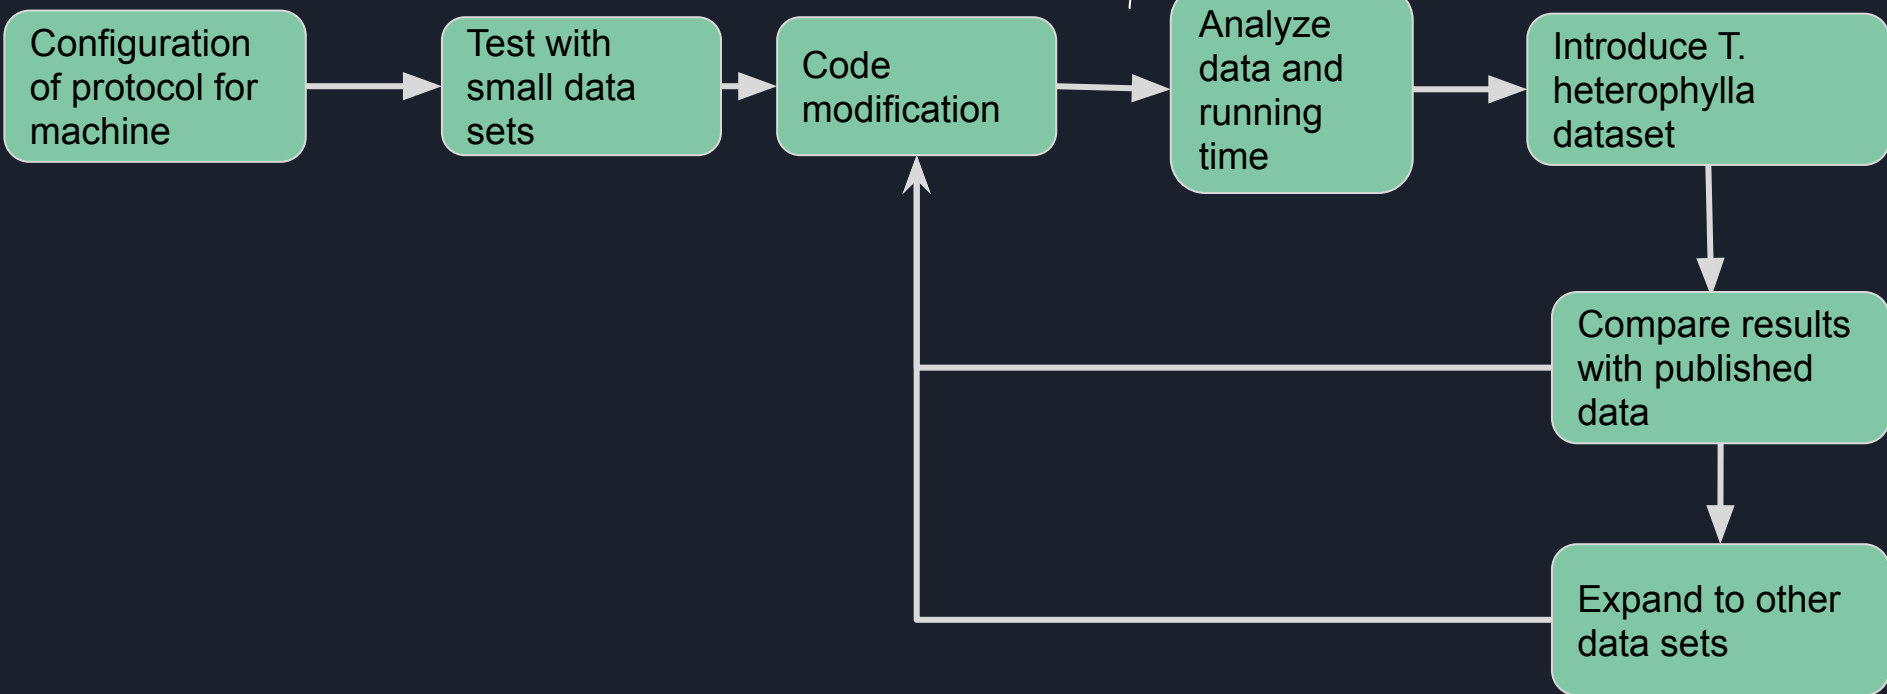 Configuration
of protocol for
machine
Test with
small data
sets
Code
modification
Analyze
data and
running
time
Introduce T.
heterophylla
dataset
Compare results
with published
data
Expand to other
data sets